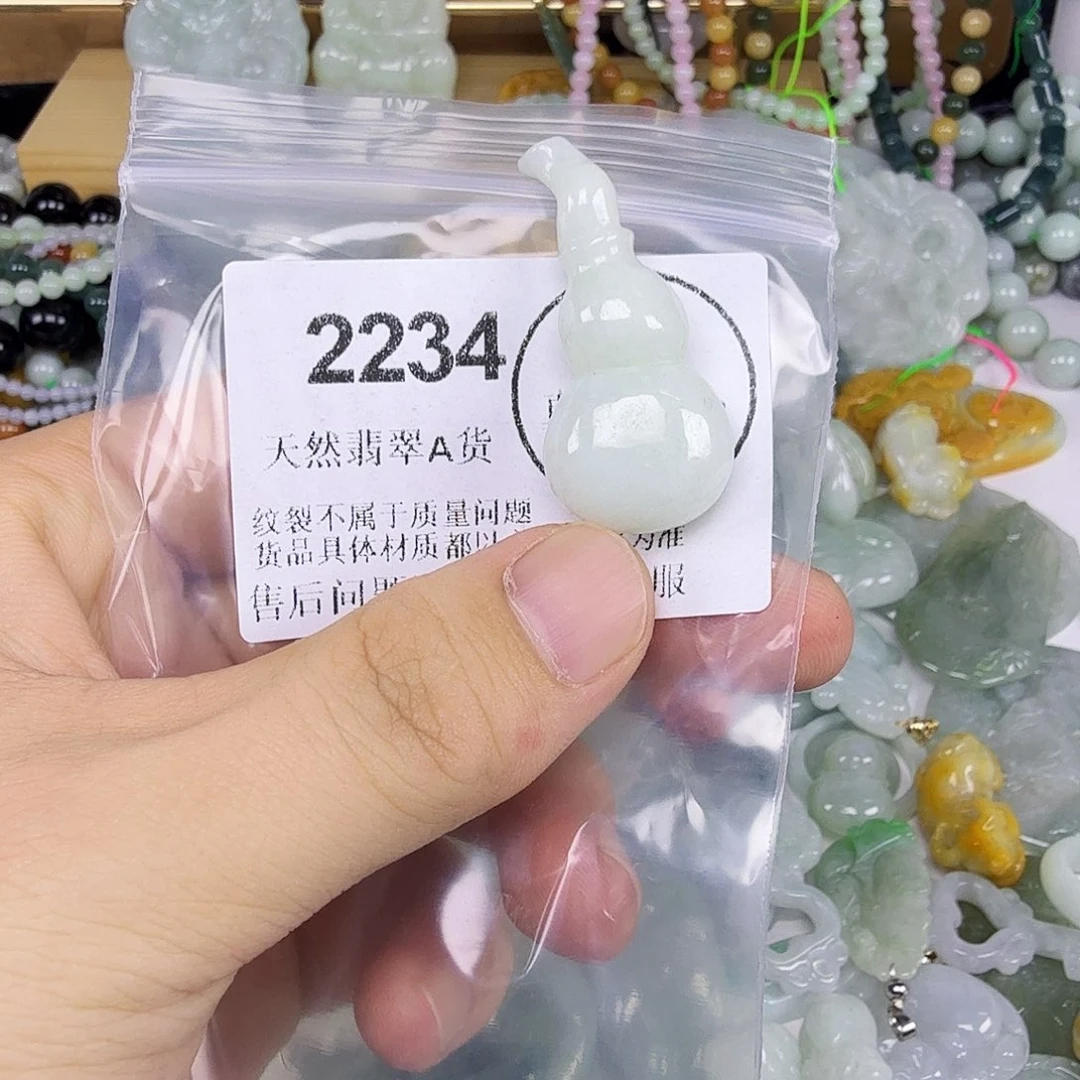 2234
天然翡翠A货
纹裂不属于质量问题
货品具体材质都以
为准
售后问题
服